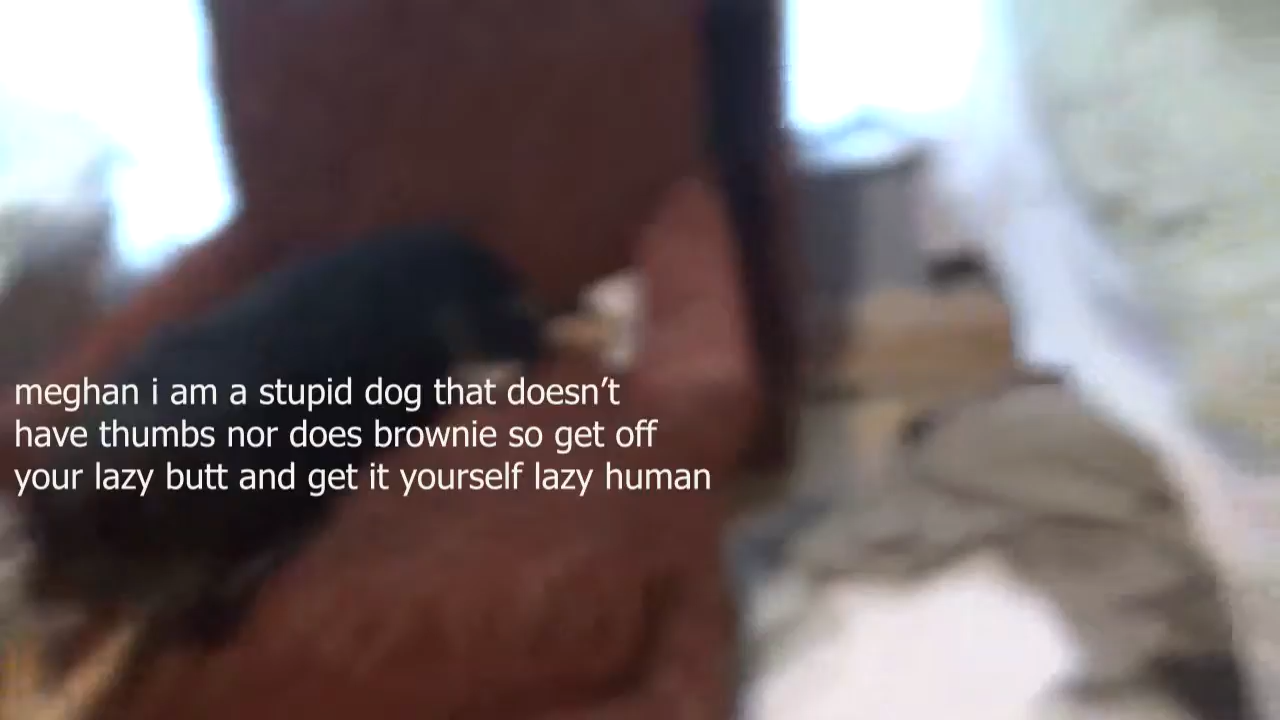 meghan i am a stupid dog that doesn't
have thumbs nor does brownie so get off
your lazy butt and get it yourself lazy human